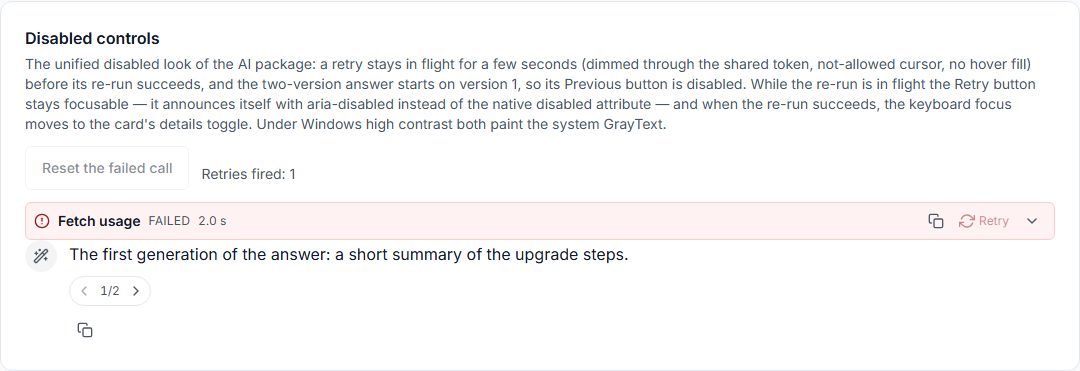 Disabled controls
The unified disabled look of the AI package: a retry stays in flight for a few seconds (dimmed through the shared token, not-allowed cursor, no hover fill)
before its re-run succeeds, and the two-version answer starts on version 1, so its Previous button is disabled. While the re-run is in flight the Retry button
stays focusable — it announces itself with aria-disabled instead of the native disabled attribute — and when the re-run succeeds, the keyboard focus
moves to the card's details toggle. Under Windows high contrast both paint the system GrayText.
Reset the failed call Retries fired: 1
Fetch usage FAILED 2.0 s Retry
The first generation of the answer: a short summary of the upgrade steps.
1/2